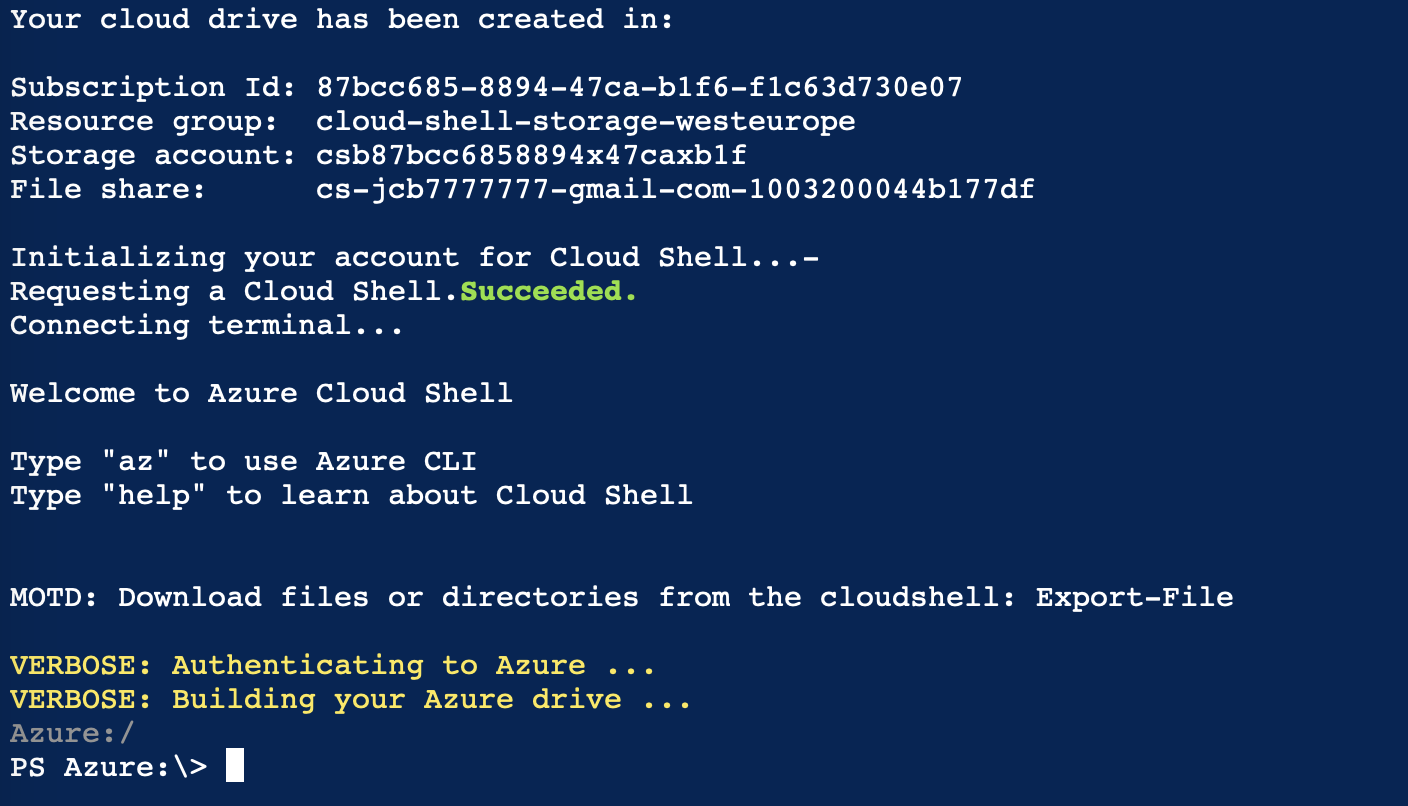 Your cloud drive has been created in:
Subscription Id: 87bcc685-8894-47ca-b1f6-f1c63d730e07
Resource group:  cloud-shell-storage-westeurope
Storage account: csb87bcc6858894x47caxb1f
File share:      cs-jcb7777777-gmail-com-1003200044b177df
Initializing your account for Cloud Shell...-
Requesting a Cloud Shell.Succeeded.
Connecting terminal...
Welcome to Azure Cloud Shell
Type "az" to use Azure CLI
Type "help" to learn about Cloud Shell
MOTD: Download files or directories from the cloudshell: Export-File
VERBOSE: Authenticating to Azure ...
VERBOSE: Building your Azure drive ...
Azure:/
PS Azure:\>